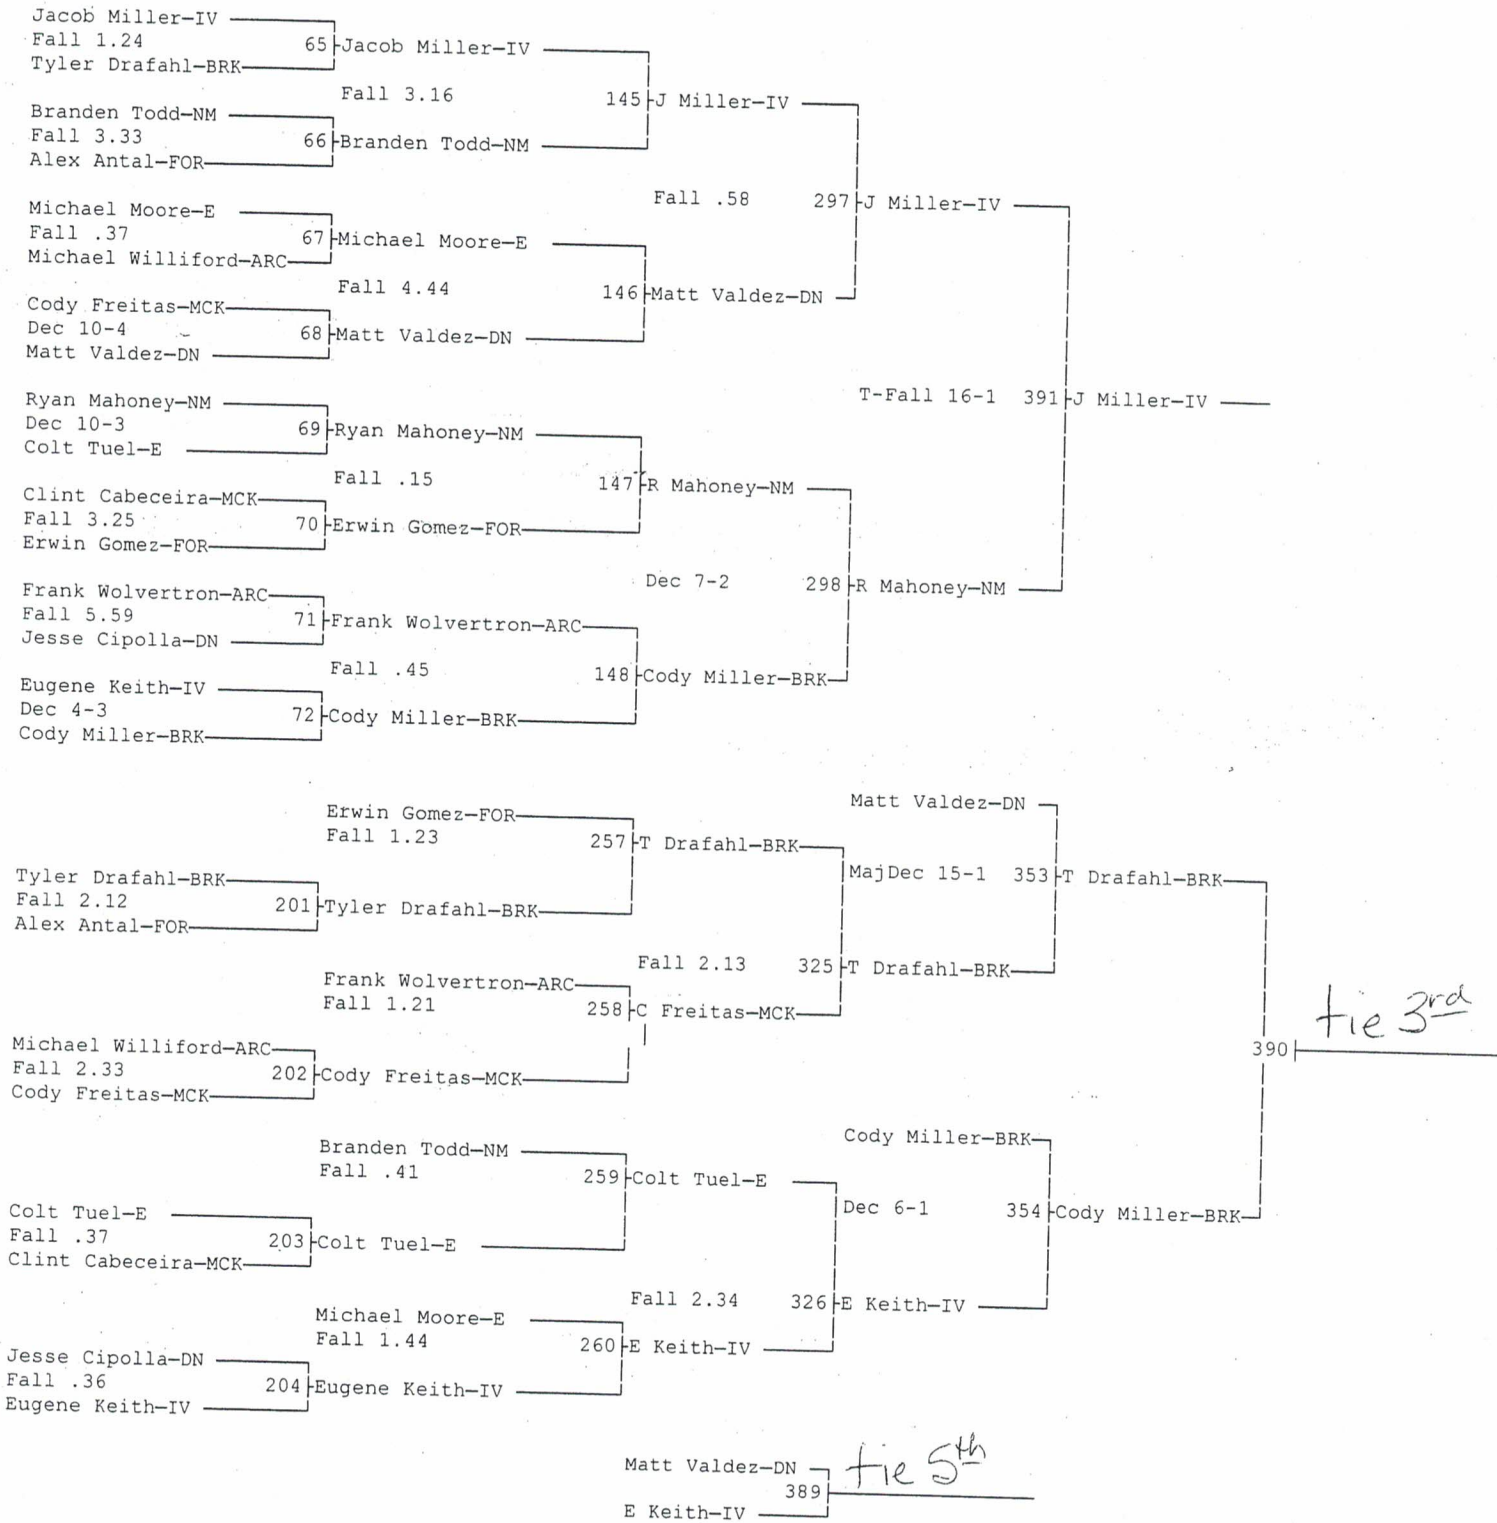 Jacob Miller—IV
Fall 1.24 65 Jacob Miller—IV
Tyler Drafahl—BRK
Fall 3.16 145 J Miller—IV
Branden Todd—NM
Fall 3.33 66 Branden Todd—NM
Alex Antal—FOR
Fall .58 297 J Miller—IV
Michael Moore—E
Fall .37 67 Michael Moore—E
Michael Williford—ARC
Fall 4.44 146 Matt Valdez—DN
Cody Freitas—MCK
Dec 10-4 68 Matt Valdez—DN
Matt Valdez—DN
T-Fall 16-1 391 J Miller—IV
Ryan Mahoney—NM
Dec 10-3 69 Ryan Mahoney—NM
Colt Tuel—E
Fall .15 147 R Mahoney—NM
Clint Cabeceira—MCK
Fall 3.25 70 Erwin Gomez—FOR
Erwin Gomez—FOR
Dec 7-2 298 R Mahoney—NM
Frank Wolvertron—ARC
Fall 5.59 71 Frank Wolvertron—ARC
Jesse Cipolla—DN
Fall .45 148 Cody Miller—BRK
Eugene Keith—IV
Dec 4-3 72 Cody Miller—BRK
Cody Miller—BRK
Matt Valdez—DN
Erwin Gomez—FOR
Fall 1.23 257 T Drafahl—BRK
MajDec 15-1 353 T Drafahl—BRK
Tyler Drafahl—BRK
Fall 2.12 201 Tyler Drafahl—BRK
Alex Antal—FOR
Fall 2.13 325 T Drafahl—BRK
Frank Wolvertron—ARC
Fall 1.21 258 C Freitas—MCK
tie 3rd
390
Michael Williford—ARC
Fall 2.33 202 Cody Freitas—MCK
Cody Freitas—MCK
Cody Miller—BRK
Branden Todd—NM
Fall .41 259 Colt Tuel—E
Dec 6-1 354 Cody Miller—BRK
Colt Tuel—E
Fall .37 203 Colt Tuel—E
Clint Cabeceira—MCK
Fall 2.34 326 E Keith—IV
Michael Moore—E
Fall 1.44 260 E Keith—IV
Jesse Cipolla—DN
Fall .36 204 Eugene Keith—IV
Eugene Keith—IV
Matt Valdez—DN tie 5th
389
E Keith—IV